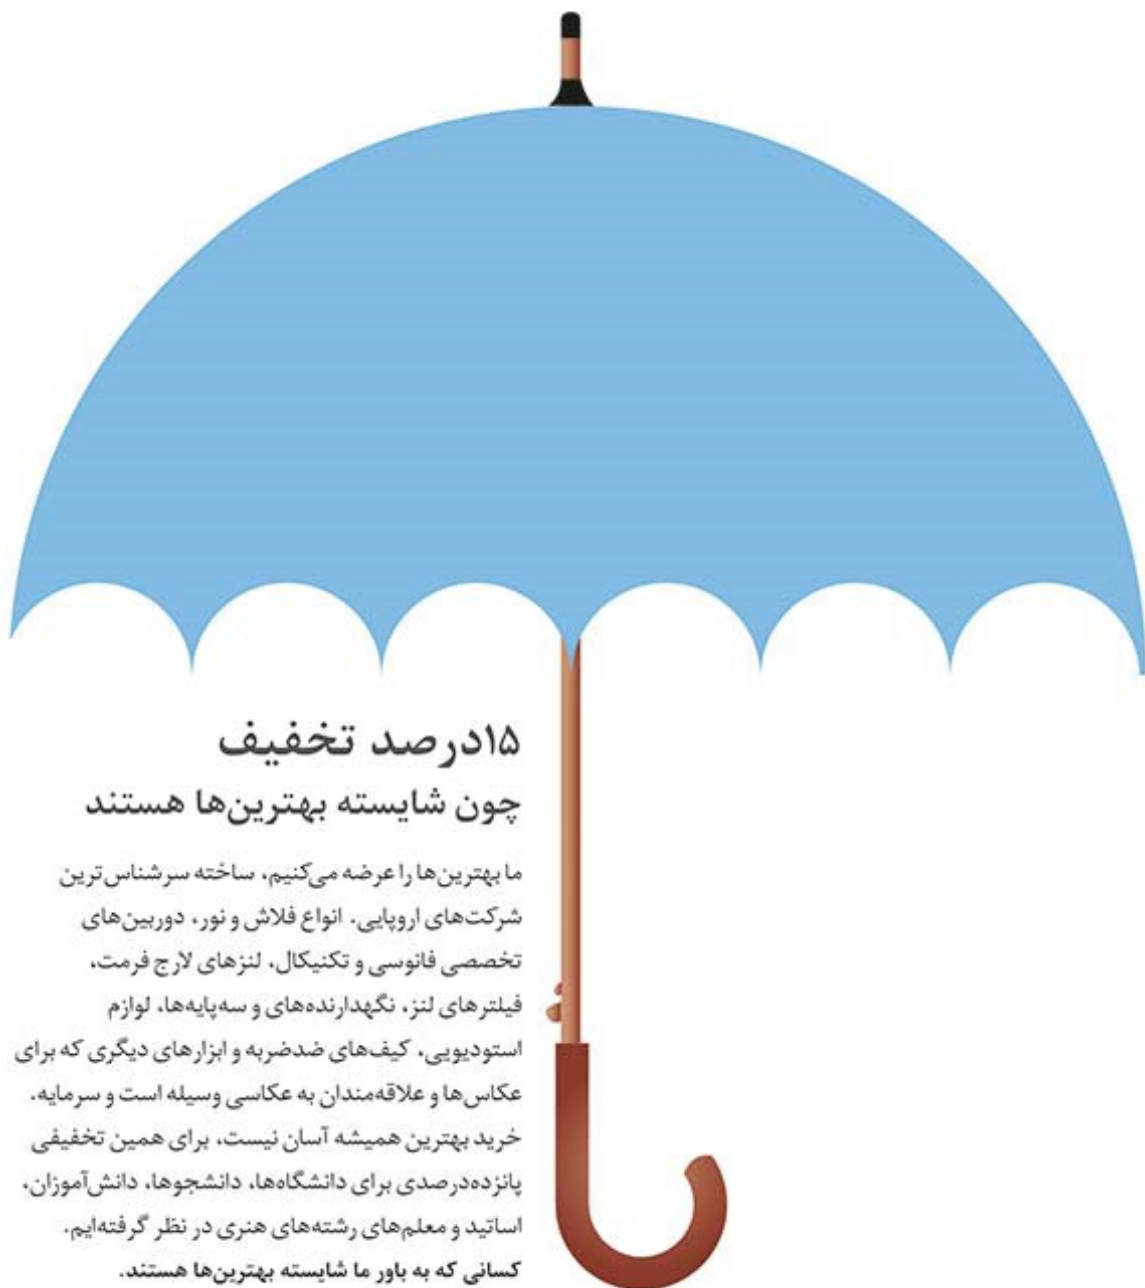 ۱۵درصد تخفیف
چون شایسته بهترین‌ها هستند
ما بهترین‌ها را عرضه می‌کنیم، ساخته سرشناس‌ترین
شرکت‌های اروپایی. انواع فلاش و نور، دوربین‌های
تخصصی فانوسی و تکنیکال، لنزهای لارج فرمت،
فیلترهای لنز، نگهدارنده‌های و سه‌پایه‌ها، لوازم
استودیویی، کیف‌های ضدضربه و ابزارهای دیگری که برای
عکاس‌ها و علاقه‌مندان به عکاسی وسیله است و سرمایه.
خرید بهترین همیشه آسان نیست، برای همین تخفیفی
پانزده‌درصدی برای دانشگاه‌ها، دانشجوها، دانش‌آموزان،
اساتید و معلم‌های رشته‌های هنری در نظر گرفته‌ایم.
کسانی که به باور ما شایسته بهترین‌ها هستند.